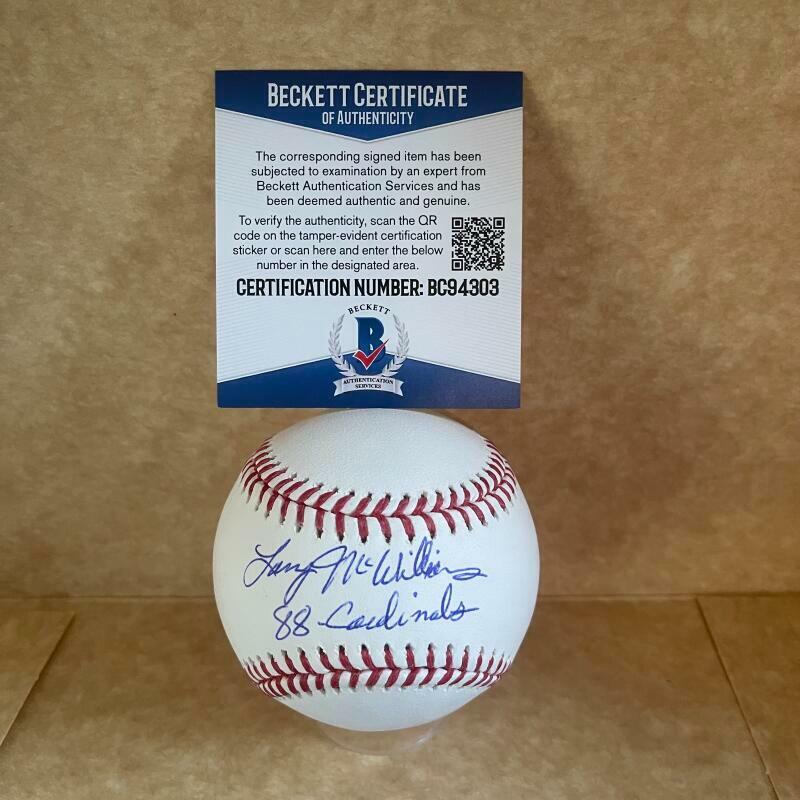 BECKETT CERTIFICATE
OF AUTHENTICITY
The corresponding signed item has been
subjected to examination by an expert from
Beckett Authentication Services and has
been deemed authentic and genuine.
To verify the authenticity, scan the QR
code on the tamper-evident certification
sticker or scan here and enter the below
number in the designated area.
CERTIFICATION NUMBER: BC94303
BECKETT
B
AUTHENTICATION
SERVICES
Larry McWilliams
88 Cardinals